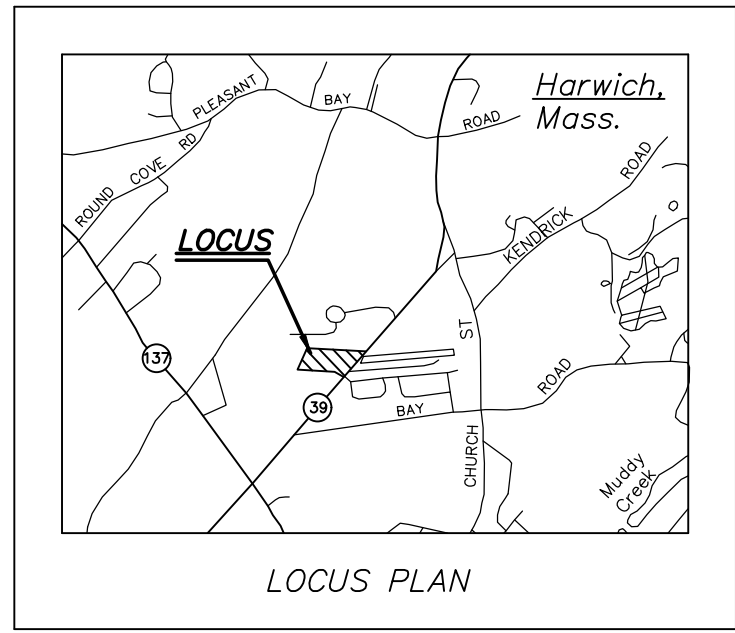 Harwich,
Mass.
PLEASANT BAY ROAD
ROUND COVE RD
KENDRICK ROAD
LOCUS
137
39
CHURCH ST
BAY ROAD
Muddy
Creek
LOCUS PLAN